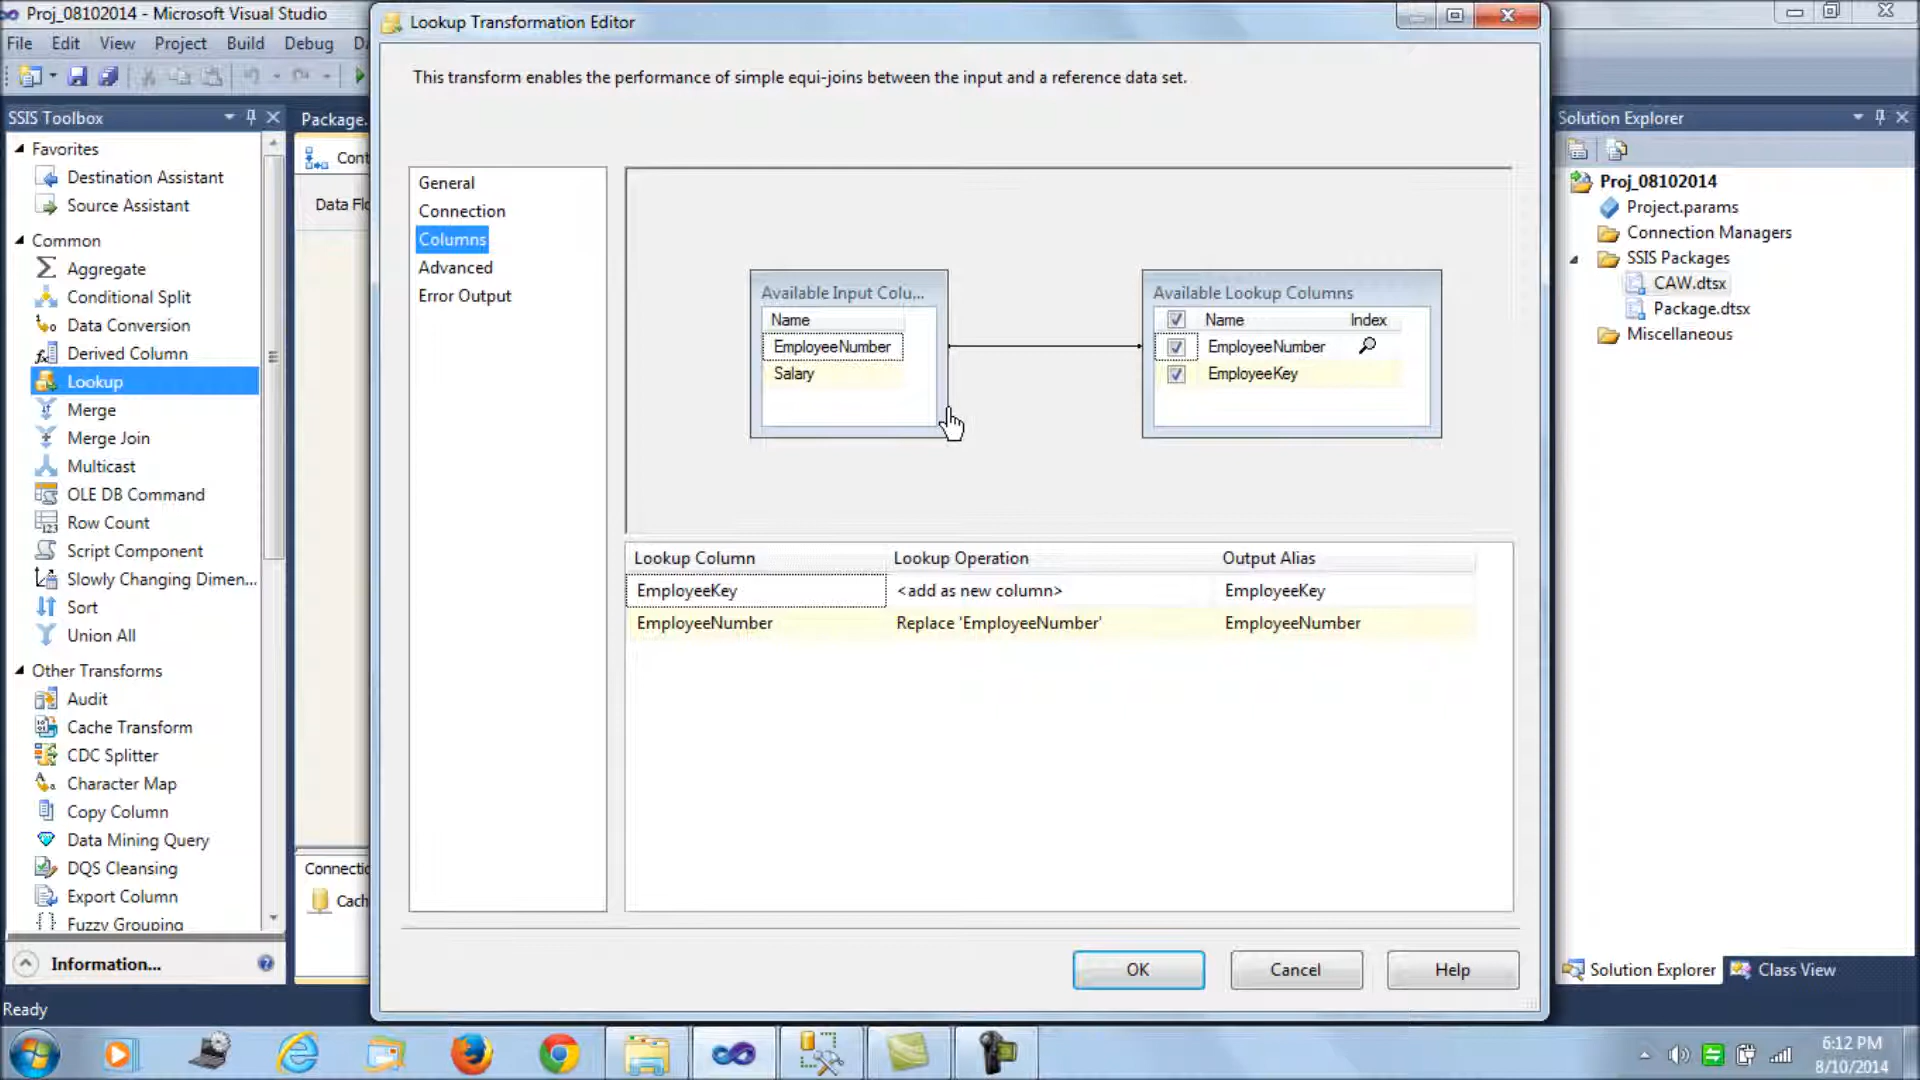 Proj_08102014 - Microsoft Visual Studio
File Edit View Project Build Debug
SSIS Toolbox
Favorites
Destination Assistant
Source Assistant
Common
Aggregate
Conditional Split
Data Conversion
Derived Column
Lookup
Merge
Merge Join
Multicast
OLE DB Command
Row Count
Script Component
Slowly Changing Dimen...
Sort
Union All
Other Transforms
Audit
Cache Transform
CDC Splitter
Character Map
Copy Column
Data Mining Query
DQS Cleansing
Export Column
Fuzzy Grouping
Information...
Ready
Package.
Cont
Data Flo
Connectio
Cach
Lookup Transformation Editor
This transform enables the performance of simple equi-joins between the input and a reference data set.
General
Connection
Columns
Advanced
Error Output
Available Input Colu...
Name
EmployeeNumber
Salary
Available Lookup Columns
Name Index
EmployeeNumber
EmployeeKey
Lookup Column Lookup Operation Output Alias
EmployeeKey <add as new column> EmployeeKey
EmployeeNumber Replace 'EmployeeNumber' EmployeeNumber
OK Cancel Help
Solution Explorer
Proj_08102014
Project.params
Connection Managers
SSIS Packages
CAW.dtsx
Package.dtsx
Miscellaneous
Solution Explorer Class View
6:12 PM
8/10/2014